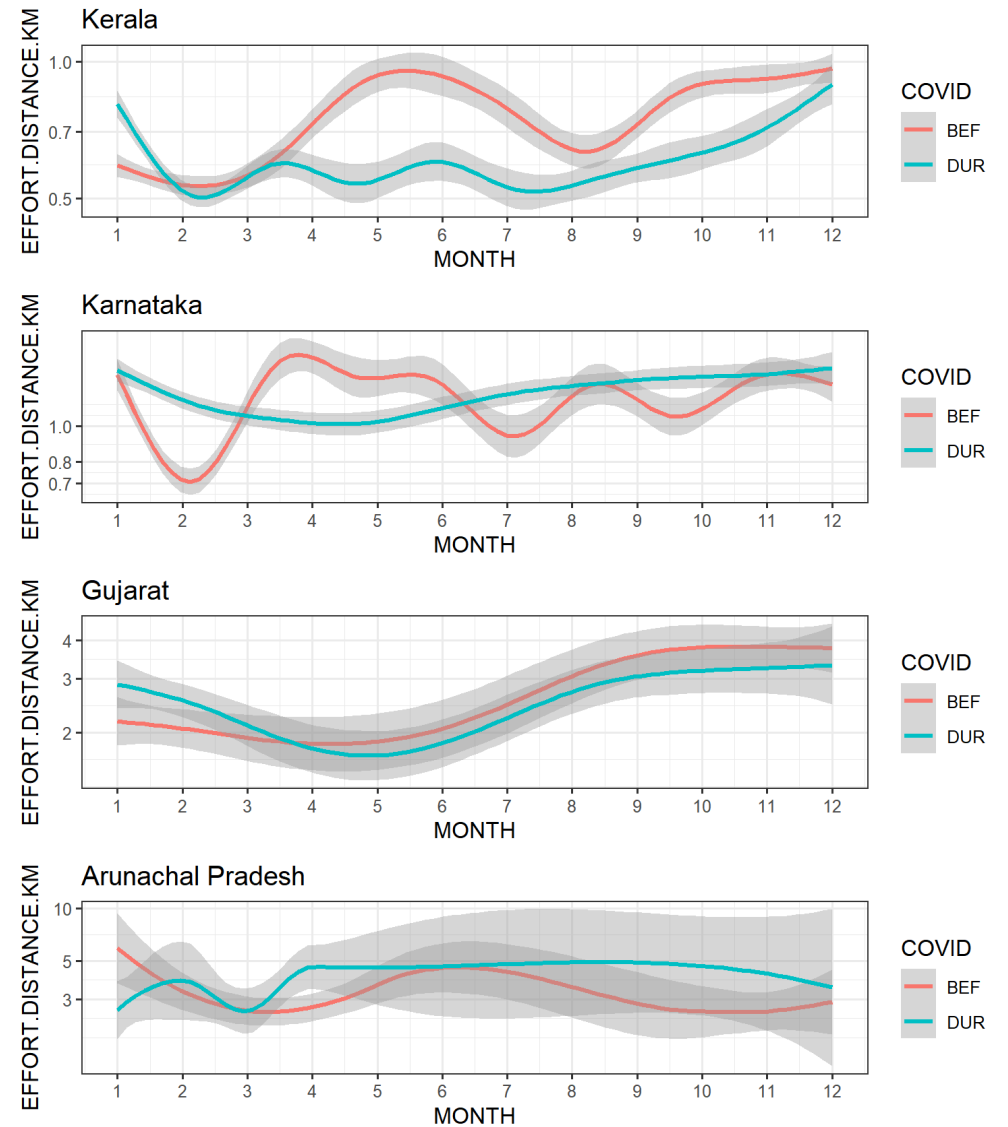 Kerala
EFFORT.DISTANCE.KM
1.0
0.7
0.5
1 2 3 4 5 6 7 8 9 10 11 12
MONTH
COVID
BEF
DUR
Karnataka
EFFORT.DISTANCE.KM
1.0
0.8
0.7
1 2 3 4 5 6 7 8 9 10 11 12
MONTH
COVID
BEF
DUR
Gujarat
EFFORT.DISTANCE.KM
4
3
2
1 2 3 4 5 6 7 8 9 10 11 12
MONTH
COVID
BEF
DUR
Arunachal Pradesh
EFFORT.DISTANCE.KM
10
5
3
1 2 3 4 5 6 7 8 9 10 11 12
MONTH
COVID
BEF
DUR